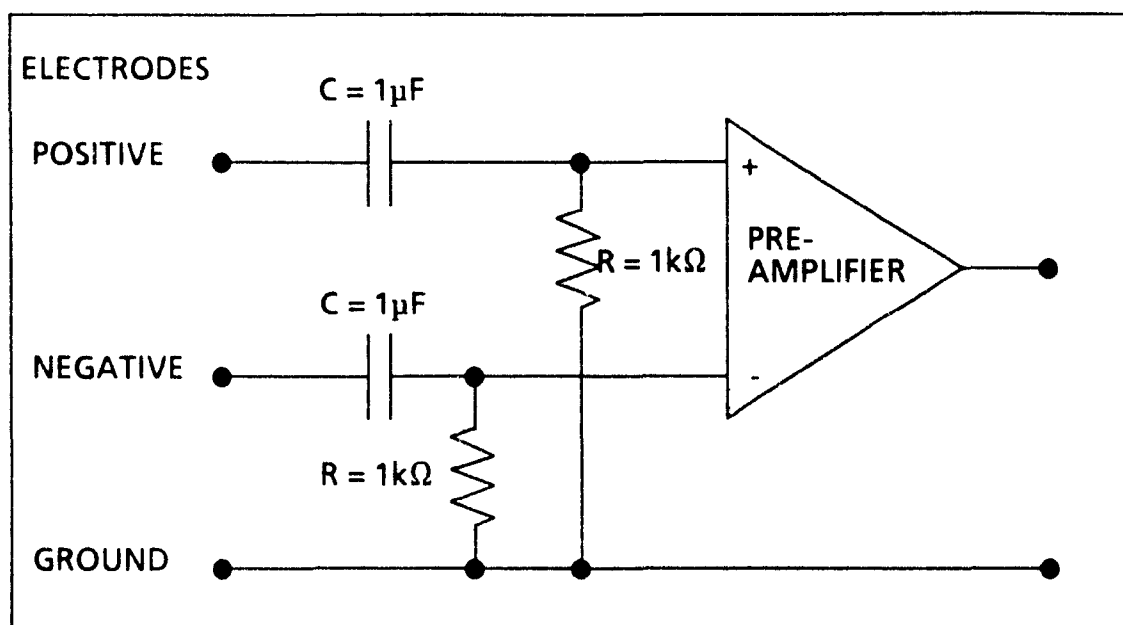 ELECTRODES
C = 1µF
POSITIVE
+
R = 1kΩ
PRE-
AMPLIFIER
C = 1µF
NEGATIVE
-
R = 1kΩ
GROUND